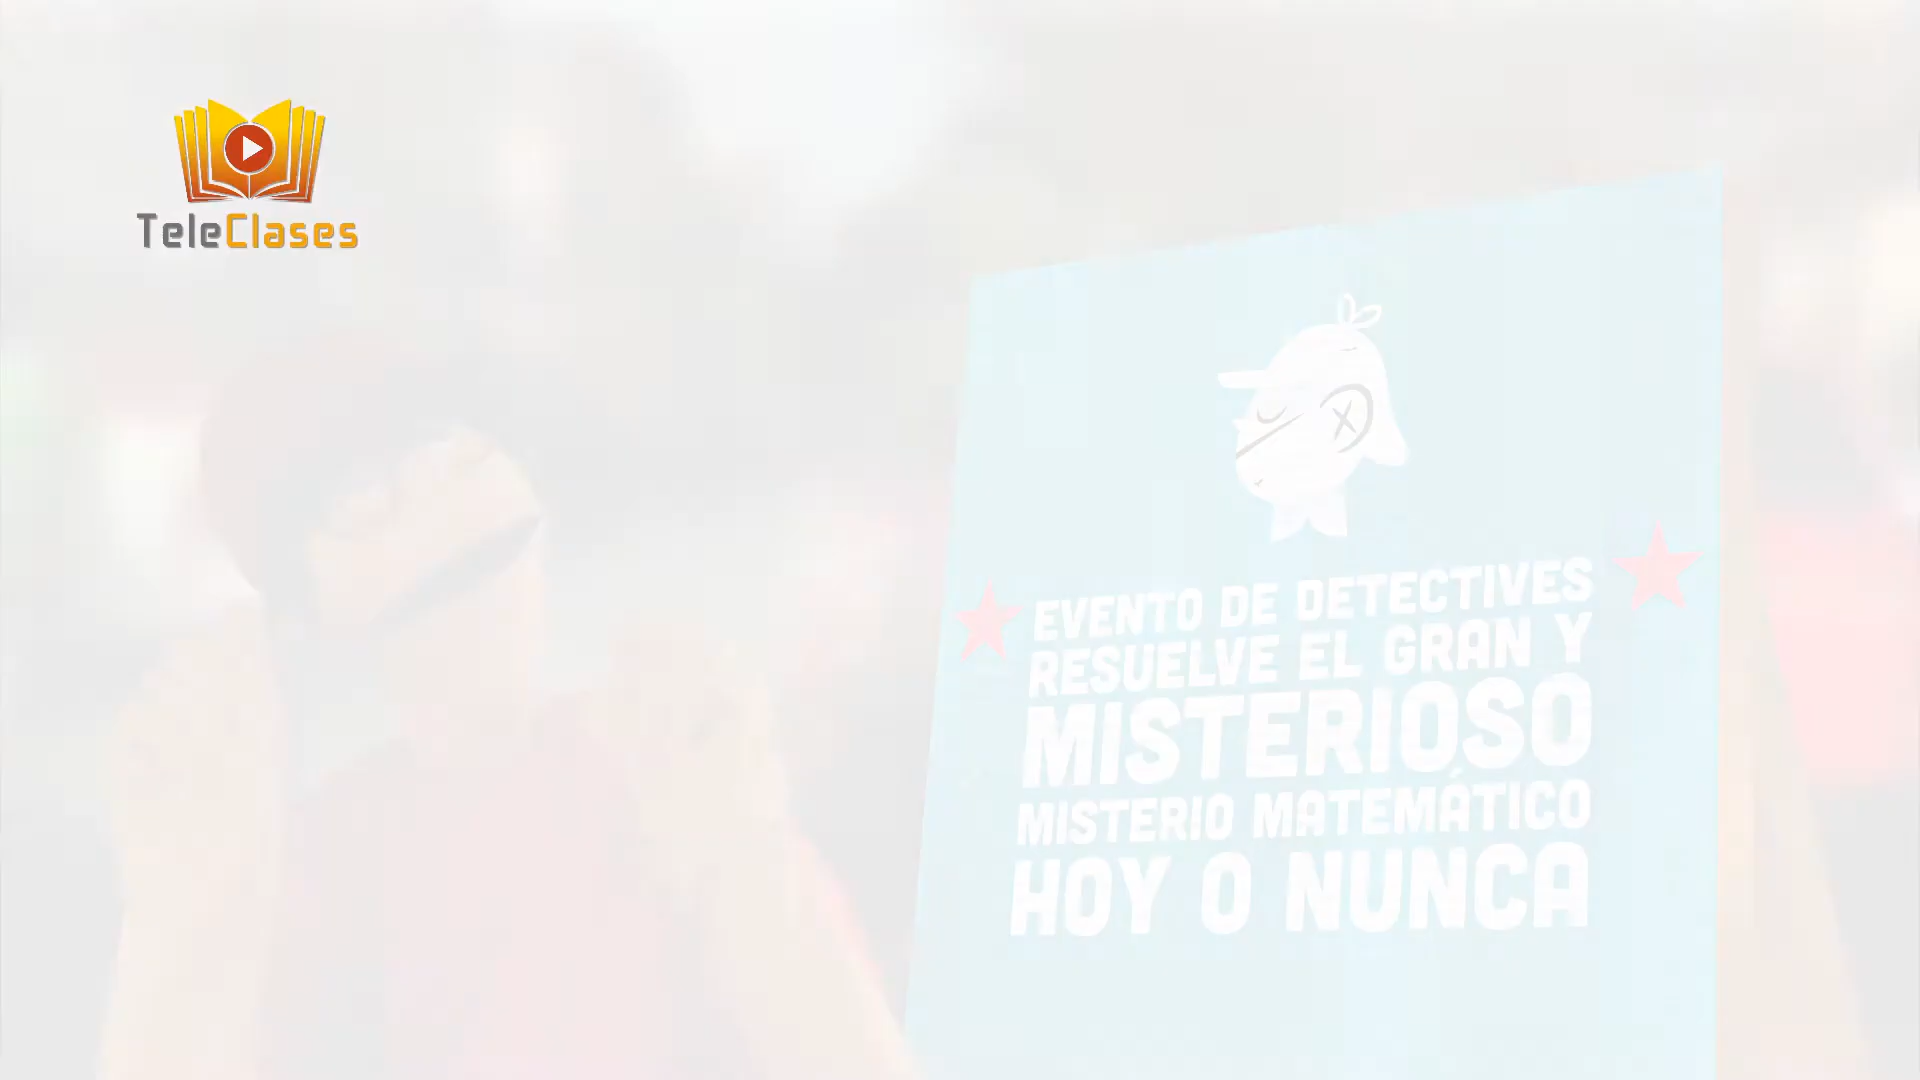 TeleClases
EVENTO DE DETECTIVES
RESUELVE EL GRAN Y
MISTERIOSO
MISTERIO MATEMÁTICO
HOY O NUNCA